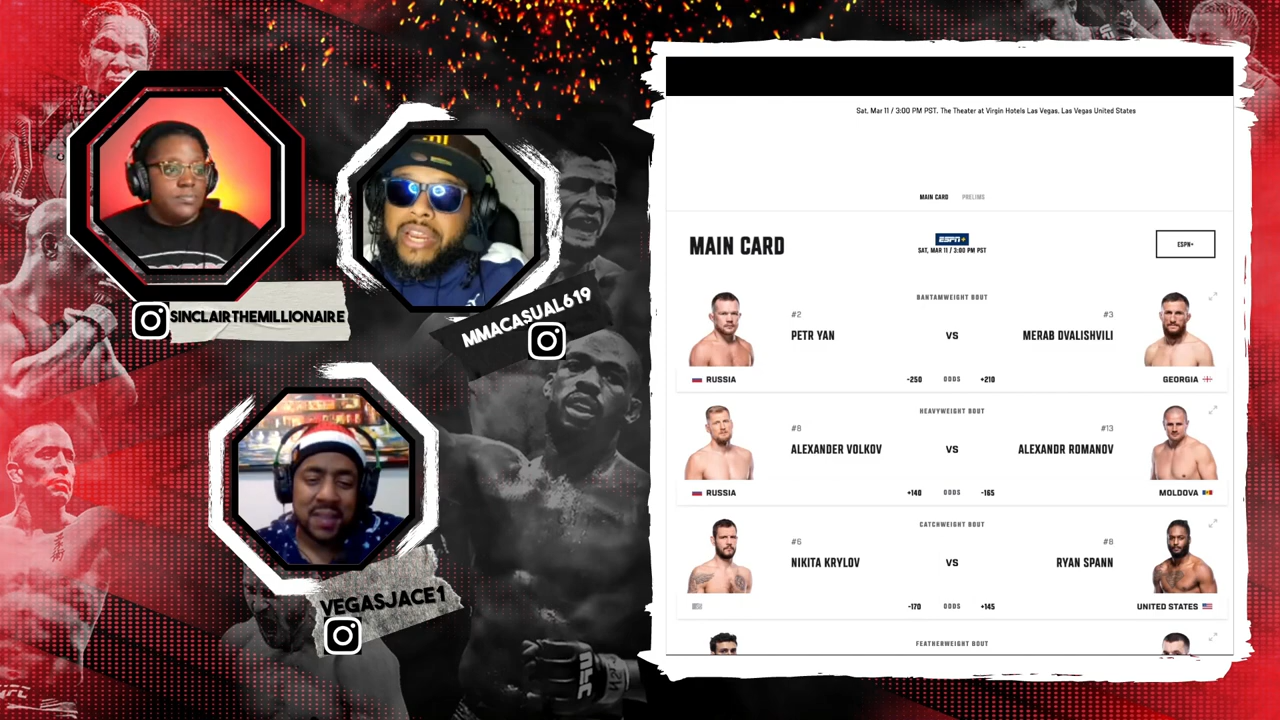 SINCLAIRTHEMILLIONAIRE
MMACASUAL619
VEGASJACE1
Sat, Mar 11 / 3:00 PM PST. The Theater at Virgin Hotels Las Vegas. Las Vegas United States
MAIN CARD PRELIMS
MAIN CARD
ESPN+
SAT, MAR 11 / 3:00 PM PST
ESPN+
BANTAMWEIGHT BOUT
#2 #3
PETR YAN VS MERAB DVALISHVILI
RUSSIA -250 ODDS +210 GEORGIA
HEAVYWEIGHT BOUT
#8 #13
ALEXANDER VOLKOV VS ALEXANDR ROMANOV
RUSSIA +140 ODDS -165 MOLDOVA
CATCHWEIGHT BOUT
#5 #8
NIKITA KRYLOV VS RYAN SPANN
-170 ODDS +145 UNITED STATES
FEATHERWEIGHT BOUT
UFC
UFC